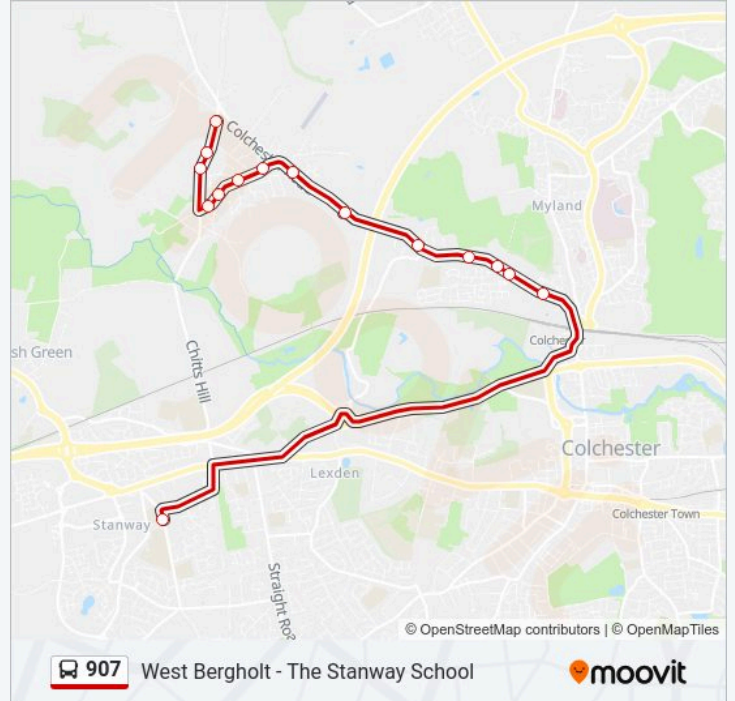 Colchest
Myland
sh Green
Chitts Hill
Colche
Colchester
Lexden
Stanway
Colchester Town
Straight Ro
© OpenStreetMap contributors | © OpenMapTiles
907 West Bergholt - The Stanway School
moovit